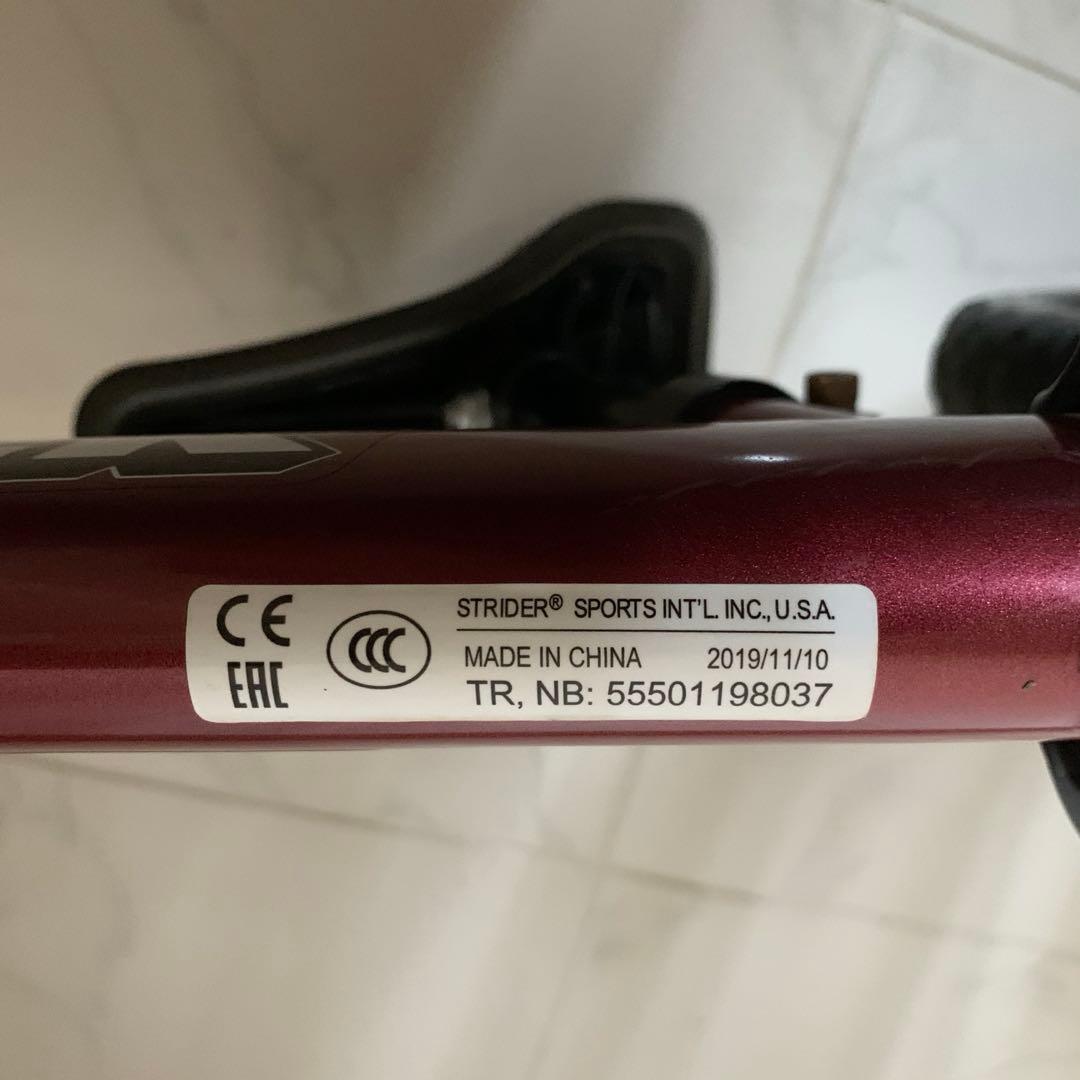 CE
EAC
CCC
STRIDER® SPORTS INT'L. INC., U.S.A.
MADE IN CHINA 2019/11/10
TR, NB: 55501198037